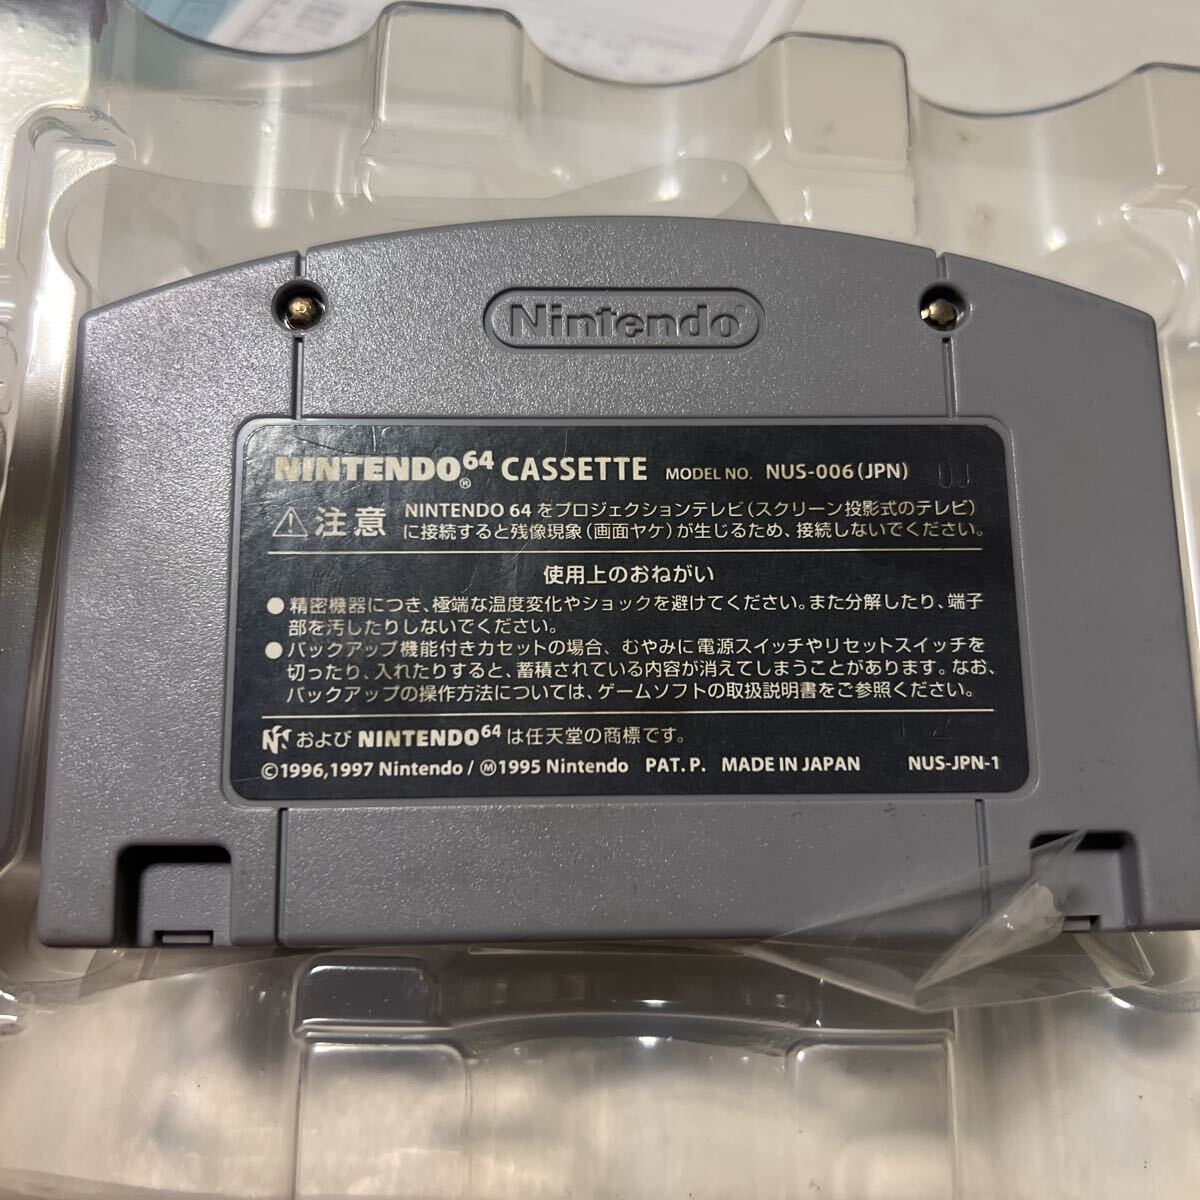 Nintendo
NINTENDO64® CASSETTE MODEL NO. NUS-006(JPN)
⚠注意 NINTENDO 64をプロジェクションテレビ(スクリーン投影式のテレビ)
に接続すると残像現象(画面ヤケ)が生じるため、接続しないでください。
使用上のおねがい
●精密機器につき、極端な温度変化やショックを避けてください。また分解したり、端子
部を汚したりしないでください。
●バックアップ機能付きカセットの場合、むやみに電源スイッチやリセットスイッチを
切ったり、入れたりすると、蓄積されている内容が消えてしまうことがあります。なお、
バックアップの操作方法については、ゲームソフトの取扱説明書をご参照ください。
および NINTENDO64 は任天堂の商標です。
©1996,1997 Nintendo / Ⓜ1995 Nintendo PAT. P. MADE IN JAPAN NUS-JPN-1